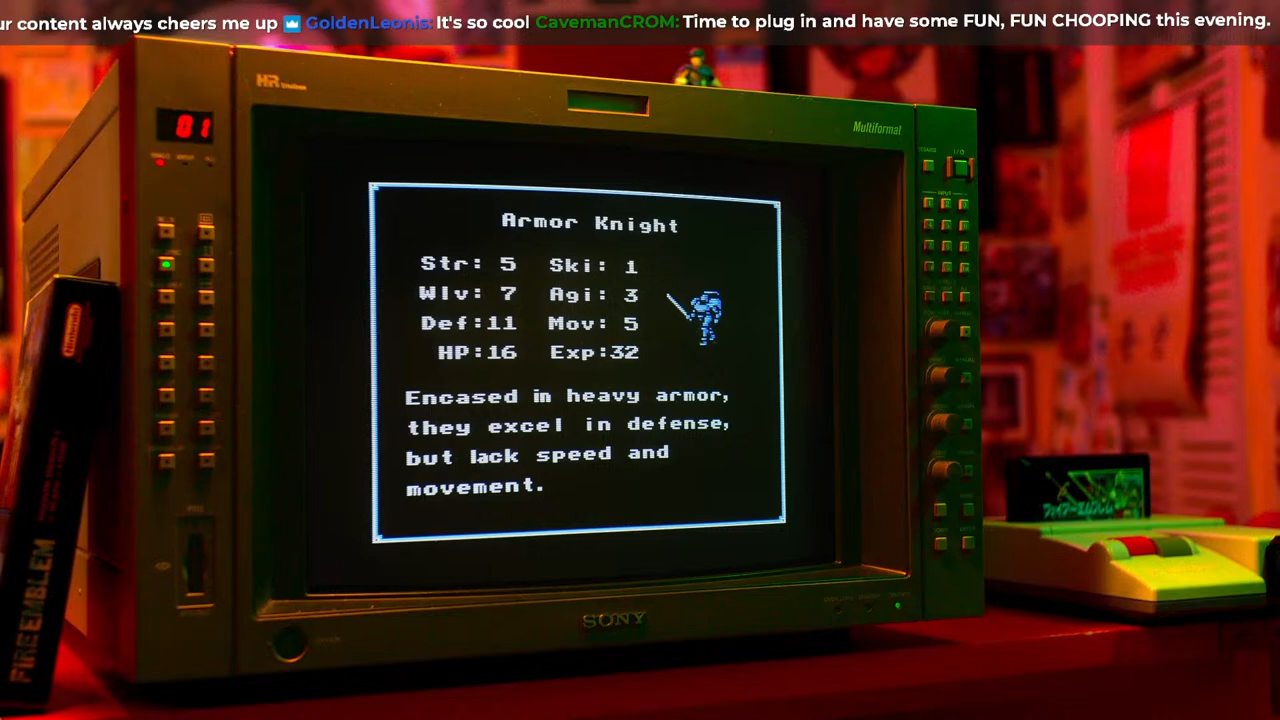 ur content always cheers me up GoldenLeonis: It's so cool CavemanCROM: Time to plug in and have some FUN, FUN CHOOPING this evening.
HR Trinitron
Multiformat
01
Armor Knight
Str: 5 Ski: 1
Wlv: 7 Agi: 3
Def:11 Mov: 5
HP:16 Exp:32
Encased in heavy armor,
they excel in defense,
but lack speed and
movement.
SONY
Nintendo
FIRE EMBLEM
ファイアーエムブレム